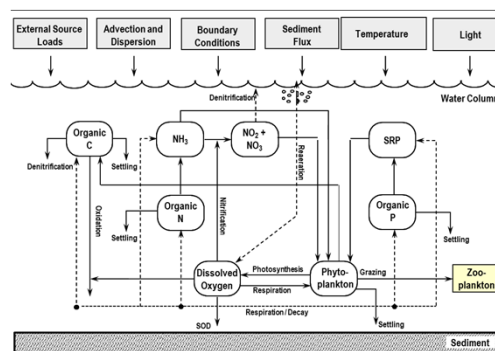 External Source
Loads
Advection and
Dispersion
Boundary
Conditions
Sediment
Flux
Temperature
Light
Water Colum
Denitrification
Organic
C
NH3
NO2 +
NO3
SRP
Reaeration
Denitrification
Settling
Oxidation
Nitrification
Organic
N
Organic
P
Settling
Settling
Dissolved
Oxygen
Photosynthesis
Respiration
Phyto-
plankton
Grazing
Zoo-
plankton
Respiration/Decay
SOD
Settling
Sediment